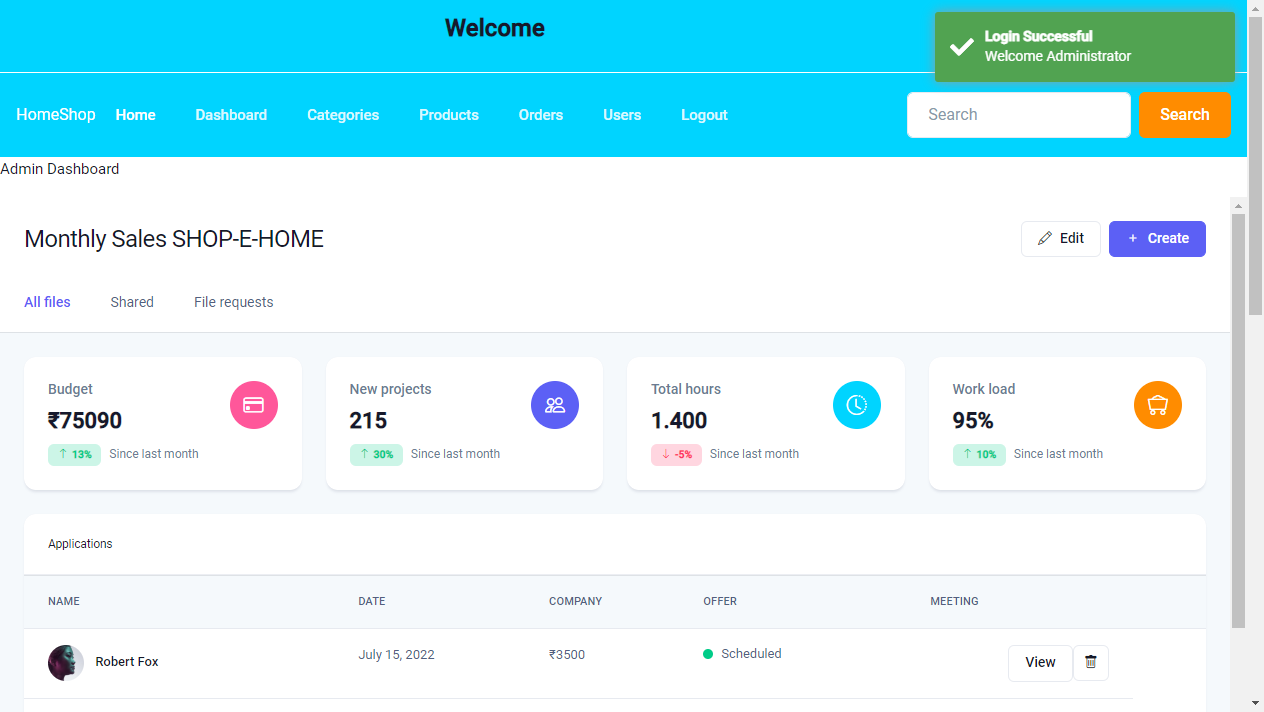 Welcome
Login Successful
Welcome Administrator
HomeShop Home Dashboard Categories Products Orders Users Logout Search Search
Admin Dashboard
Monthly Sales SHOP-E-HOME Edit + Create
All files Shared File requests
Budget New projects Total hours Work load
₹75090 215 1.400 95%
↑ 13% Since last month ↑ 30% Since last month ↓ -5% Since last month ↑ 10% Since last month
Applications
NAME DATE COMPANY OFFER MEETING
Robert Fox July 15, 2022 ₹3500 Scheduled View